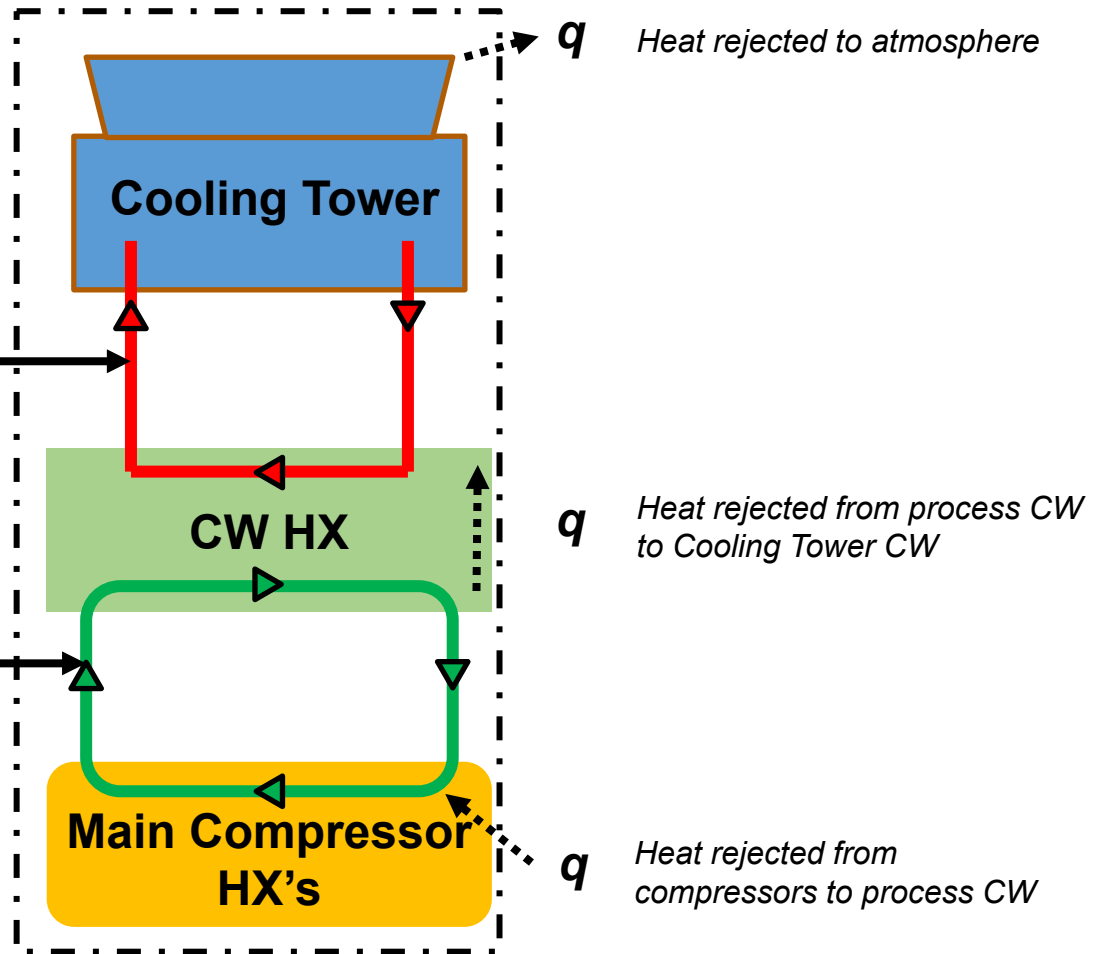 q
Heat rejected to atmosphere
Cooling Tower
CW HX
q
Heat rejected from process CW
to Cooling Tower CW
Main Compressor
HX's
q
Heat rejected from
compressors to process CW